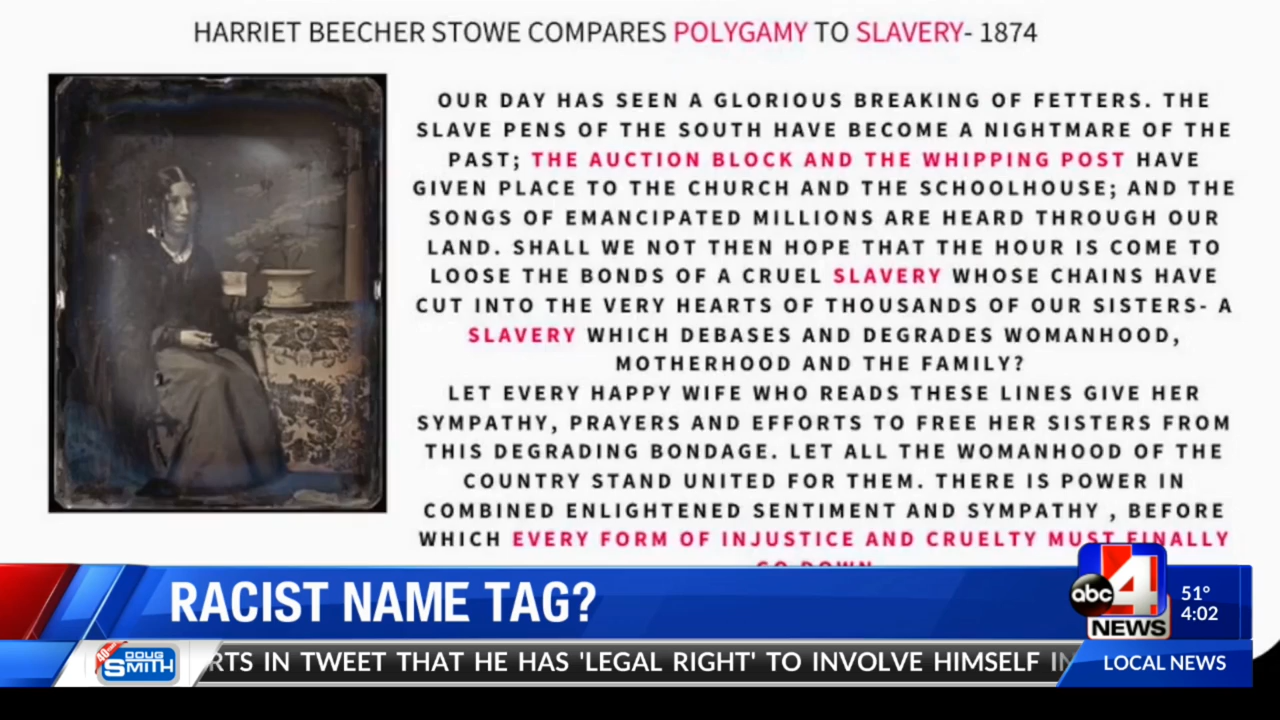 HARRIET BEECHER STOWE COMPARES POLYGAMY TO SLAVERY- 1874
OUR DAY HAS SEEN A GLORIOUS BREAKING OF FETTERS. THE
SLAVE PENS OF THE SOUTH HAVE BECOME A NIGHTMARE OF THE
PAST; THE AUCTION BLOCK AND THE WHIPPING POST HAVE
GIVEN PLACE TO THE CHURCH AND THE SCHOOLHOUSE; AND THE
SONGS OF EMANCIPATED MILLIONS ARE HEARD THROUGH OUR
LAND. SHALL WE NOT THEN HOPE THAT THE HOUR IS COME TO
LOOSE THE BONDS OF A CRUEL SLAVERY WHOSE CHAINS HAVE
CUT INTO THE VERY HEARTS OF THOUSANDS OF OUR SISTERS- A
SLAVERY WHICH DEBASES AND DEGRADES WOMANHOOD,
MOTHERHOOD AND THE FAMILY?
LET EVERY HAPPY WIFE WHO READS THESE LINES GIVE HER
SYMPATHY, PRAYERS AND EFFORTS TO FREE HER SISTERS FROM
THIS DEGRADING BONDAGE. LET ALL THE WOMANHOOD OF THE
COUNTRY STAND UNITED FOR THEM. THERE IS POWER IN
COMBINED ENLIGHTENED SENTIMENT AND SYMPATHY , BEFORE
WHICH EVERY FORM OF INJUSTICE AND CRUELTY MUST FINALLY
GO DOWN
RACIST NAME TAG?
abc 4
NEWS
51°
4:02
DOUG
SMITH
RTS IN TWEET THAT HE HAS 'LEGAL RIGHT' TO INVOLVE HIMSELF IN
LOCAL NEWS